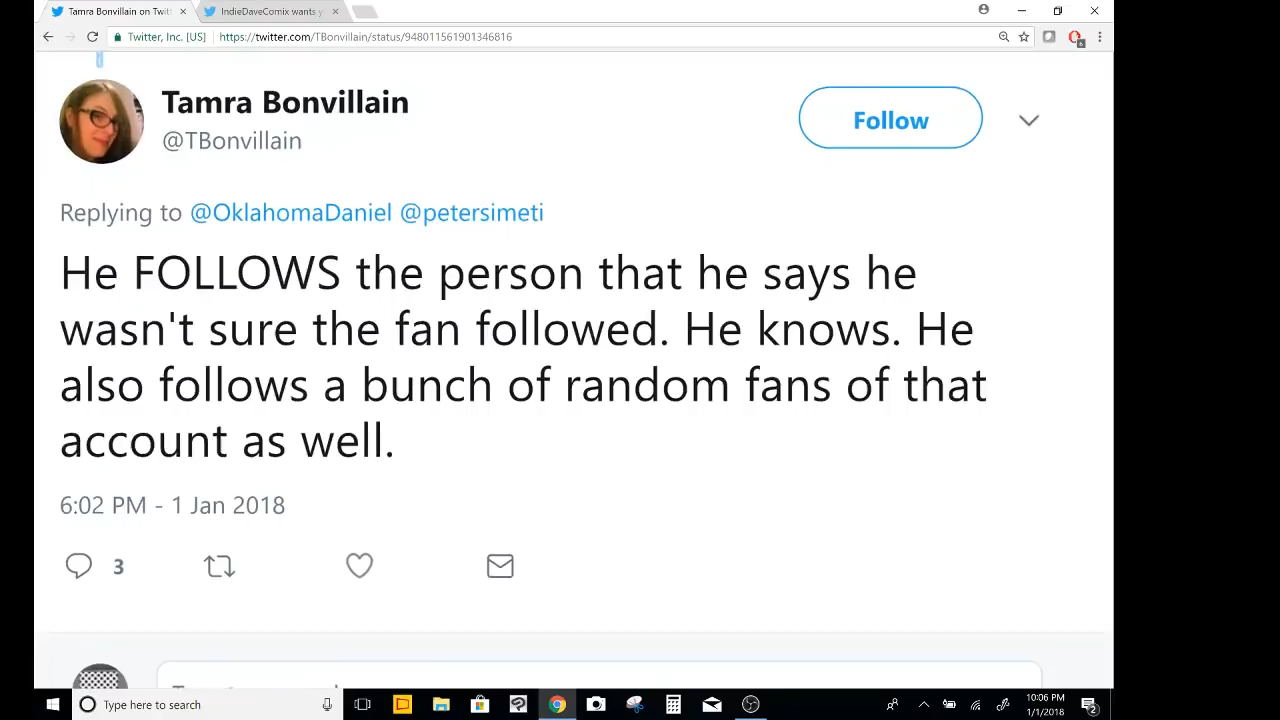 Tamra Bonvillain on Twitt
IndieDaveComix wants y
Twitter, Inc. [US]
https://twitter.com/TBonvillain/status/948011561901346816
6
Tamra Bonvillain
@TBonvillain
Follow
Replying to @OklahomaDaniel @petersimeti
He FOLLOWS the person that he says he
wasn't sure the fan followed. He knows. He
also follows a bunch of random fans of that
account as well.
6:02 PM - 1 Jan 2018
3
Type here to search
10:06 PM
1/1/2018
2